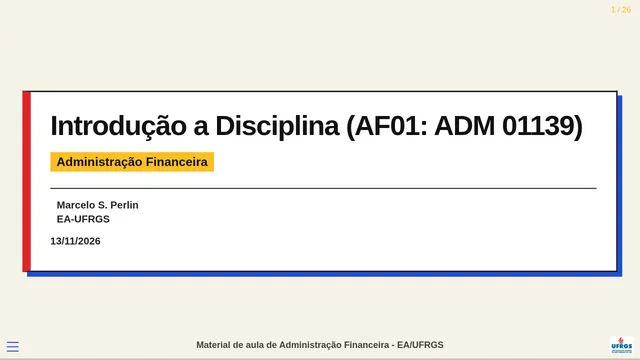 1 / 26
Introdução a Disciplina (AF01: ADM 01139)
Administração Financeira
Marcelo S. Perlin
EA-UFRGS
13/11/2026
Material de aula de Administração Financeira - EA/UFRGS
UFRGS